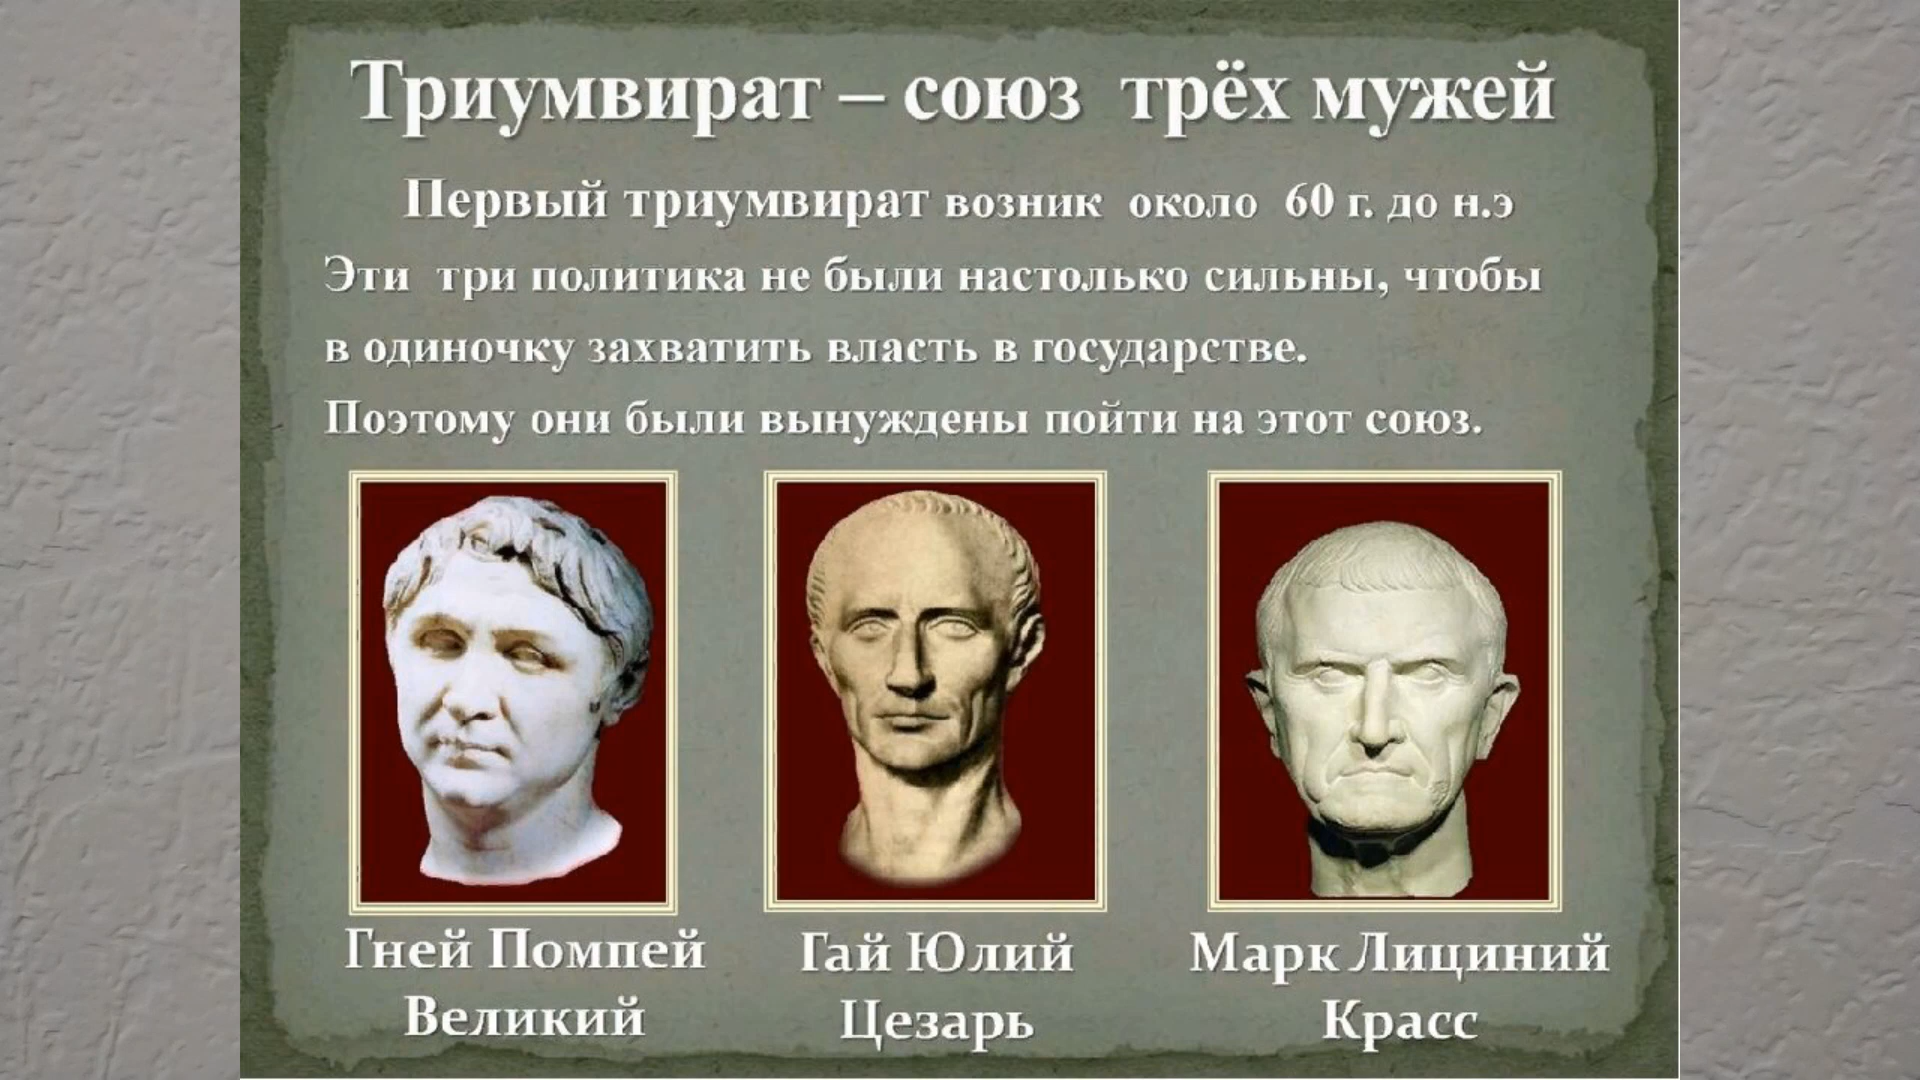 Триумвират – союз трёх мужей
Первый триумвират возник около 60 г. до н.э
Эти три политика не были настолько сильны, чтобы
в одиночку захватить власть в государстве.
Поэтому они были вынуждены пойти на этот союз.
Гней Помпей
Великий
Гай Юлий
Цезарь
Марк Лициний
Красс